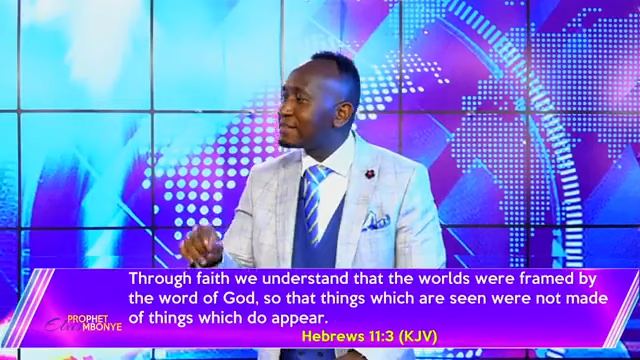 Through faith we understand that the worlds were framed by
the word of God, so that things which are seen were not made
of things which do appear.
Hebrews 11:3 (KJV)
PROPHET
Elvis MBONYE